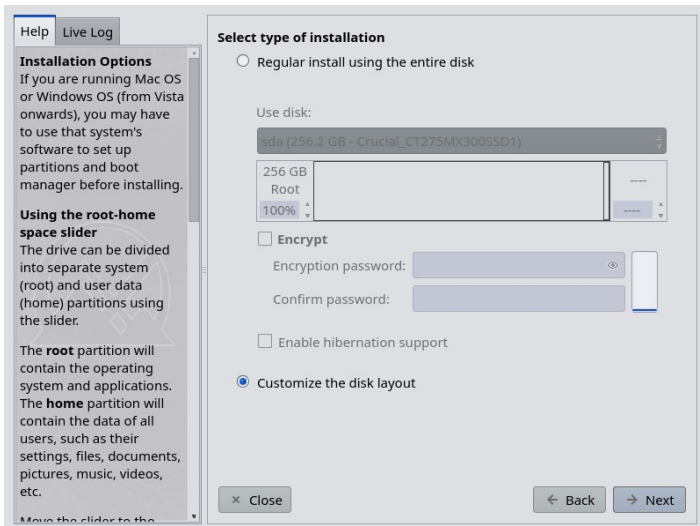 Help
Live Log
Installation Options
If you are running Mac OS
or Windows OS (from Vista
onwards), you may have
to use that system's
software to set up
partitions and boot
manager before installing.
Using the root-home
space slider
The drive can be divided
into separate system
(root) and user data
(home) partitions using
the slider.
The root partition will
contain the operating
system and applications.
The home partition will
contain the data of all
users, such as their
settings, files, documents,
pictures, music, videos,
etc.
Move the slider to the
Select type of installation
Regular install using the entire disk
Use disk:
sda (256.2 GB - Crucial_CT275MX300SSD1)
256 GB
Root
100%
----
----
Encrypt
Encryption password:
Confirm password:
Enable hibernation support
Customize the disk layout
Close
Back
Next